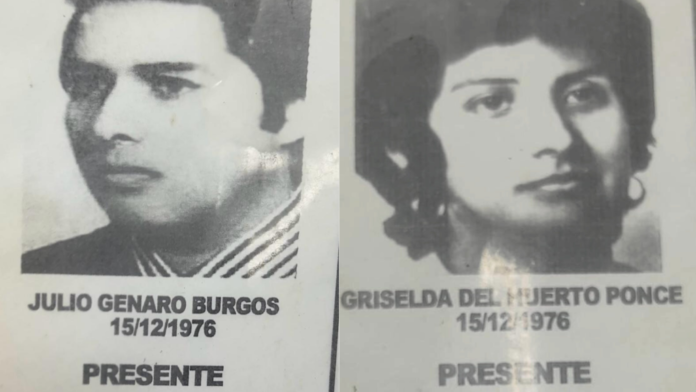 JULIO GENARO BURGOS
15/12/1976
PRESENTE
GRISELDA DEL HUERTO PONCE
15/12/1976
PRESENTE